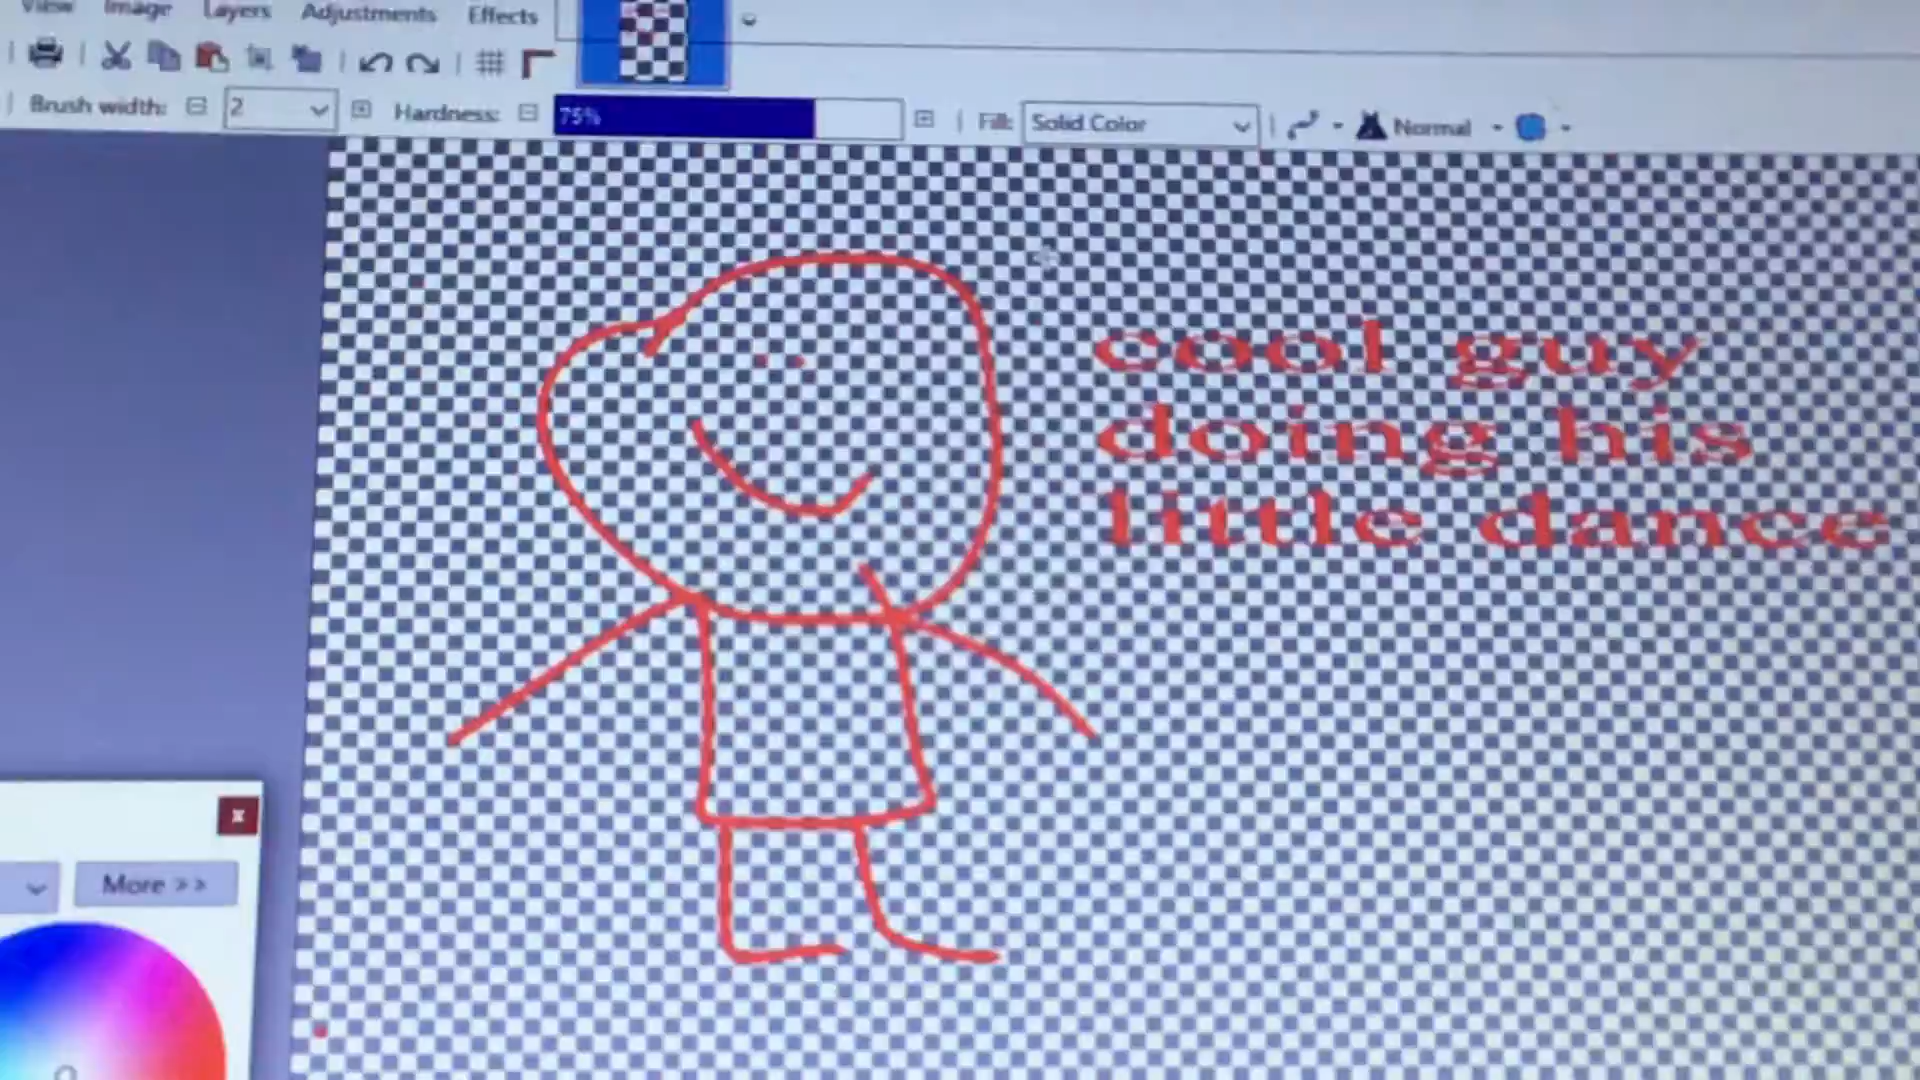 View Image Layers Adjustments Effects
Brush width: 2 Hardness: 75% Fill: Solid Color Normal
cool guy
doing his
little dance
More >>